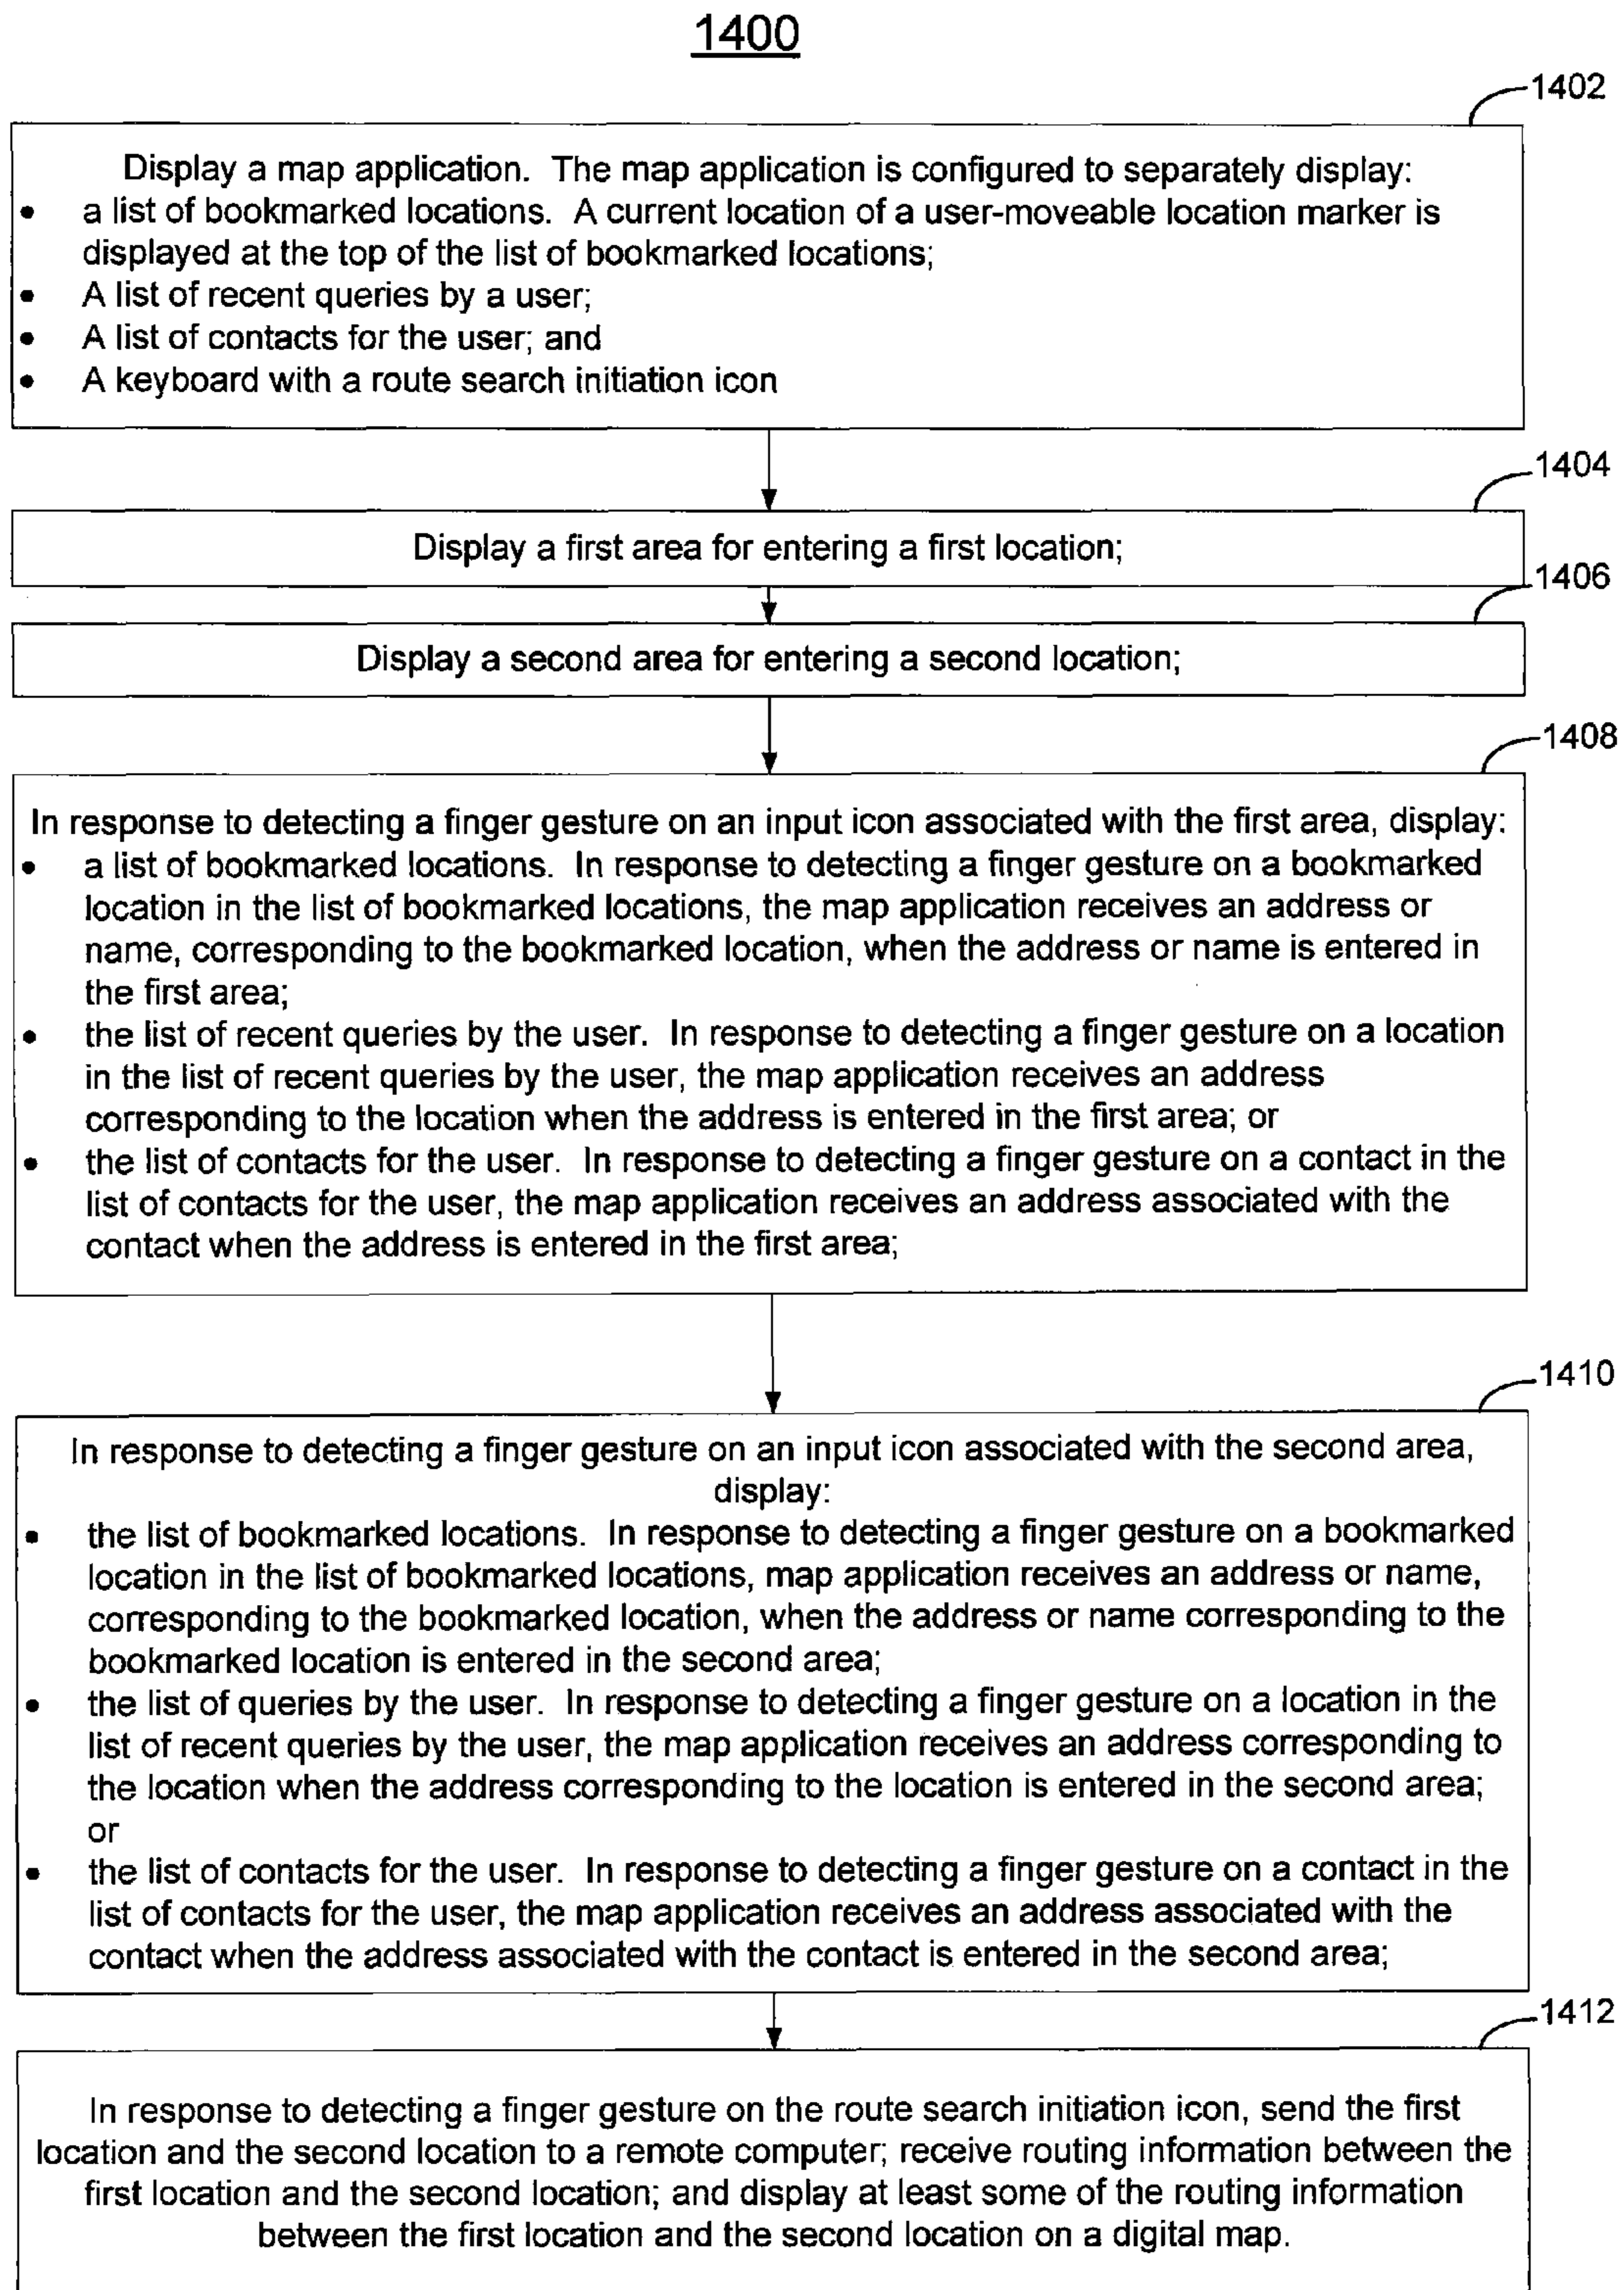 1400
1402
Display a map application. The map application is configured to separately display:
• a list of bookmarked locations. A current location of a user-moveable location marker is
displayed at the top of the list of bookmarked locations;
• A list of recent queries by a user;
• A list of contacts for the user; and
• A keyboard with a route search initiation icon
1404
Display a first area for entering a first location;
1406
Display a second area for entering a second location;
1408
In response to detecting a finger gesture on an input icon associated with the first area, display:
• a list of bookmarked locations. In response to detecting a finger gesture on a bookmarked
location in the list of bookmarked locations, the map application receives an address or
name, corresponding to the bookmarked location, when the address or name is entered in
the first area;
• the list of recent queries by the user. In response to detecting a finger gesture on a location
in the list of recent queries by the user, the map application receives an address
corresponding to the location when the address is entered in the first area; or
• the list of contacts for the user. In response to detecting a finger gesture on a contact in the
list of contacts for the user, the map application receives an address associated with the
contact when the address is entered in the first area;
1410
In response to detecting a finger gesture on an input icon associated with the second area,
display:
• the list of bookmarked locations. In response to detecting a finger gesture on a bookmarked
location in the list of bookmarked locations, map application receives an address or name,
corresponding to the bookmarked location, when the address or name corresponding to the
bookmarked location is entered in the second area;
• the list of queries by the user. In response to detecting a finger gesture on a location in the
list of recent queries by the user, the map application receives an address corresponding to
the location when the address corresponding to the location is entered in the second area;
or
• the list of contacts for the user. In response to detecting a finger gesture on a contact in the
list of contacts for the user, the map application receives an address associated with the
contact when the address associated with the contact is entered in the second area;
1412
In response to detecting a finger gesture on the route search initiation icon, send the first
location and the second location to a remote computer; receive routing information between the
first location and the second location; and display at least some of the routing information
between the first location and the second location on a digital map.